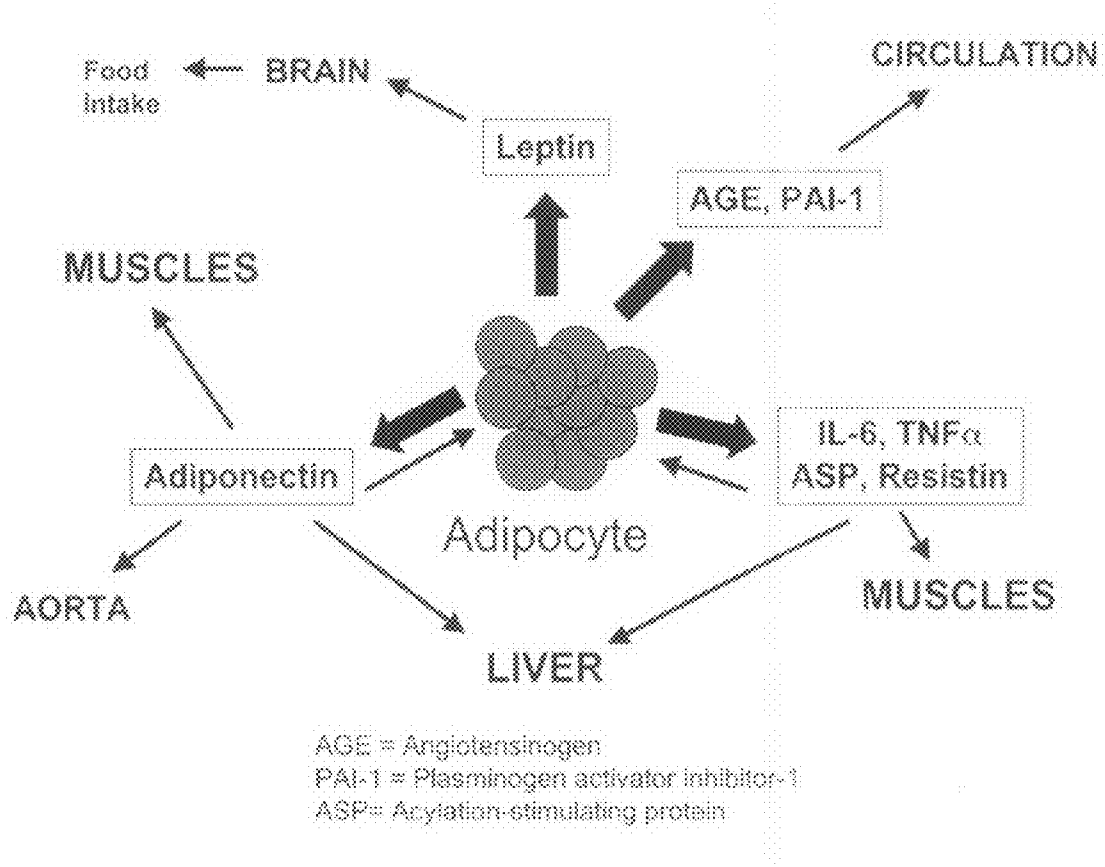 CIRCULATION
Food
intake
BRAIN
Leptin
AGE, PAI-1
MUSCLES
IL-6, TNFα
ASP, Resistin
Adiponectin
Adipocyte
AORTA
MUSCLES
LIVER
AGE = Angiotensinogen
PAI-1 = Plasminogen activator inhibitor-1
ASP= Acylation-stimulating protein